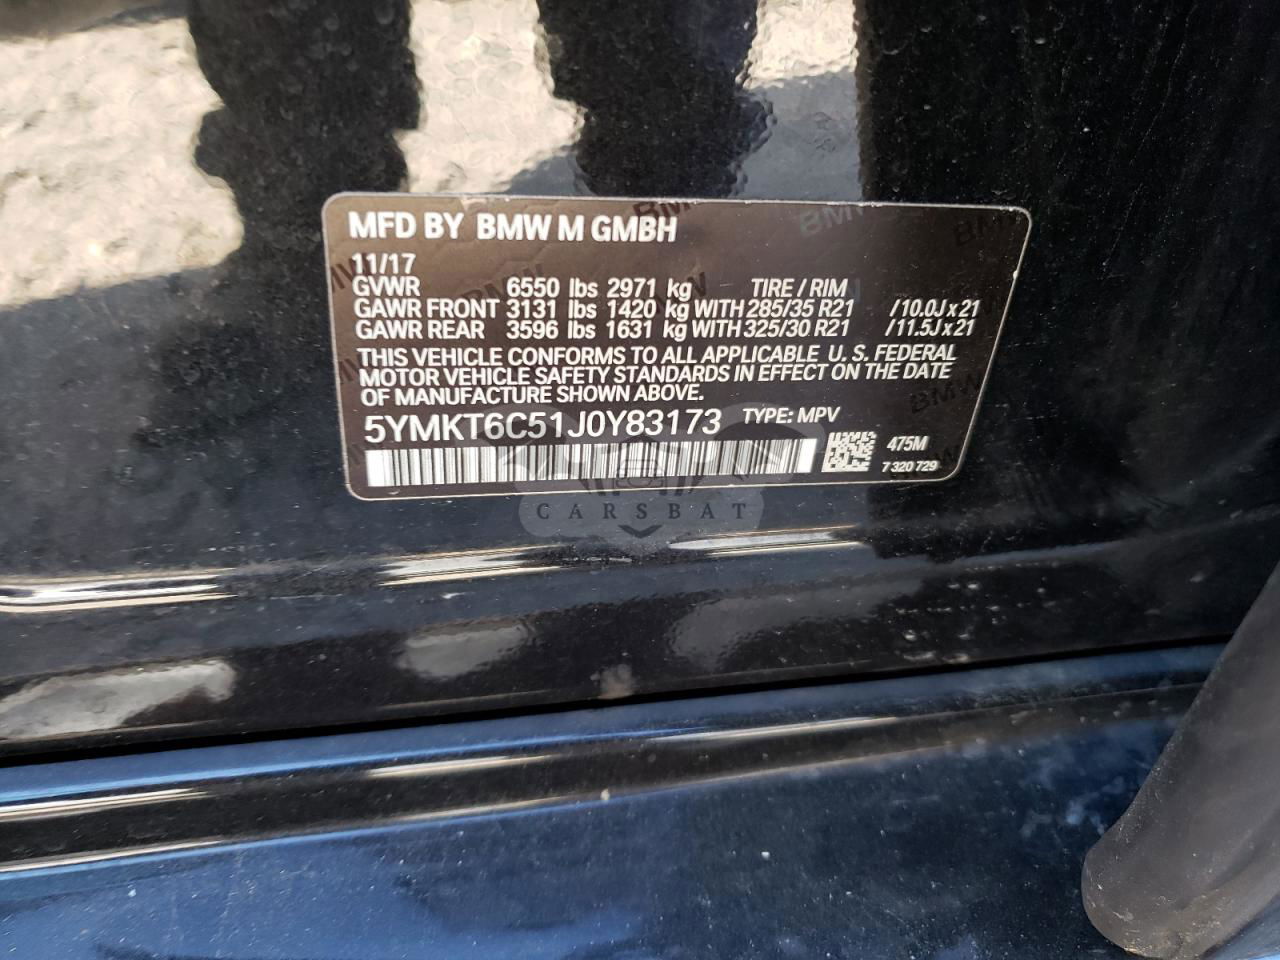 MFD BY BMW M GMBH
11/17
GVWR 6550 lbs 2971 kg TIRE / RIM
GAWR FRONT 3131 lbs 1420 kg WITH 285/35 R21 /10.0J x 21
GAWR REAR 3596 lbs 1631 kg WITH 325/30 R21 /11.5J x 21
THIS VEHICLE CONFORMS TO ALL APPLICABLE U. S. FEDERAL
MOTOR VEHICLE SAFETY STANDARDS IN EFFECT ON THE DATE
OF MANUFACTURE SHOWN ABOVE.
5YMKT6C51J0Y83173 TYPE: MPV
475M
7 320 729
CARSBAT